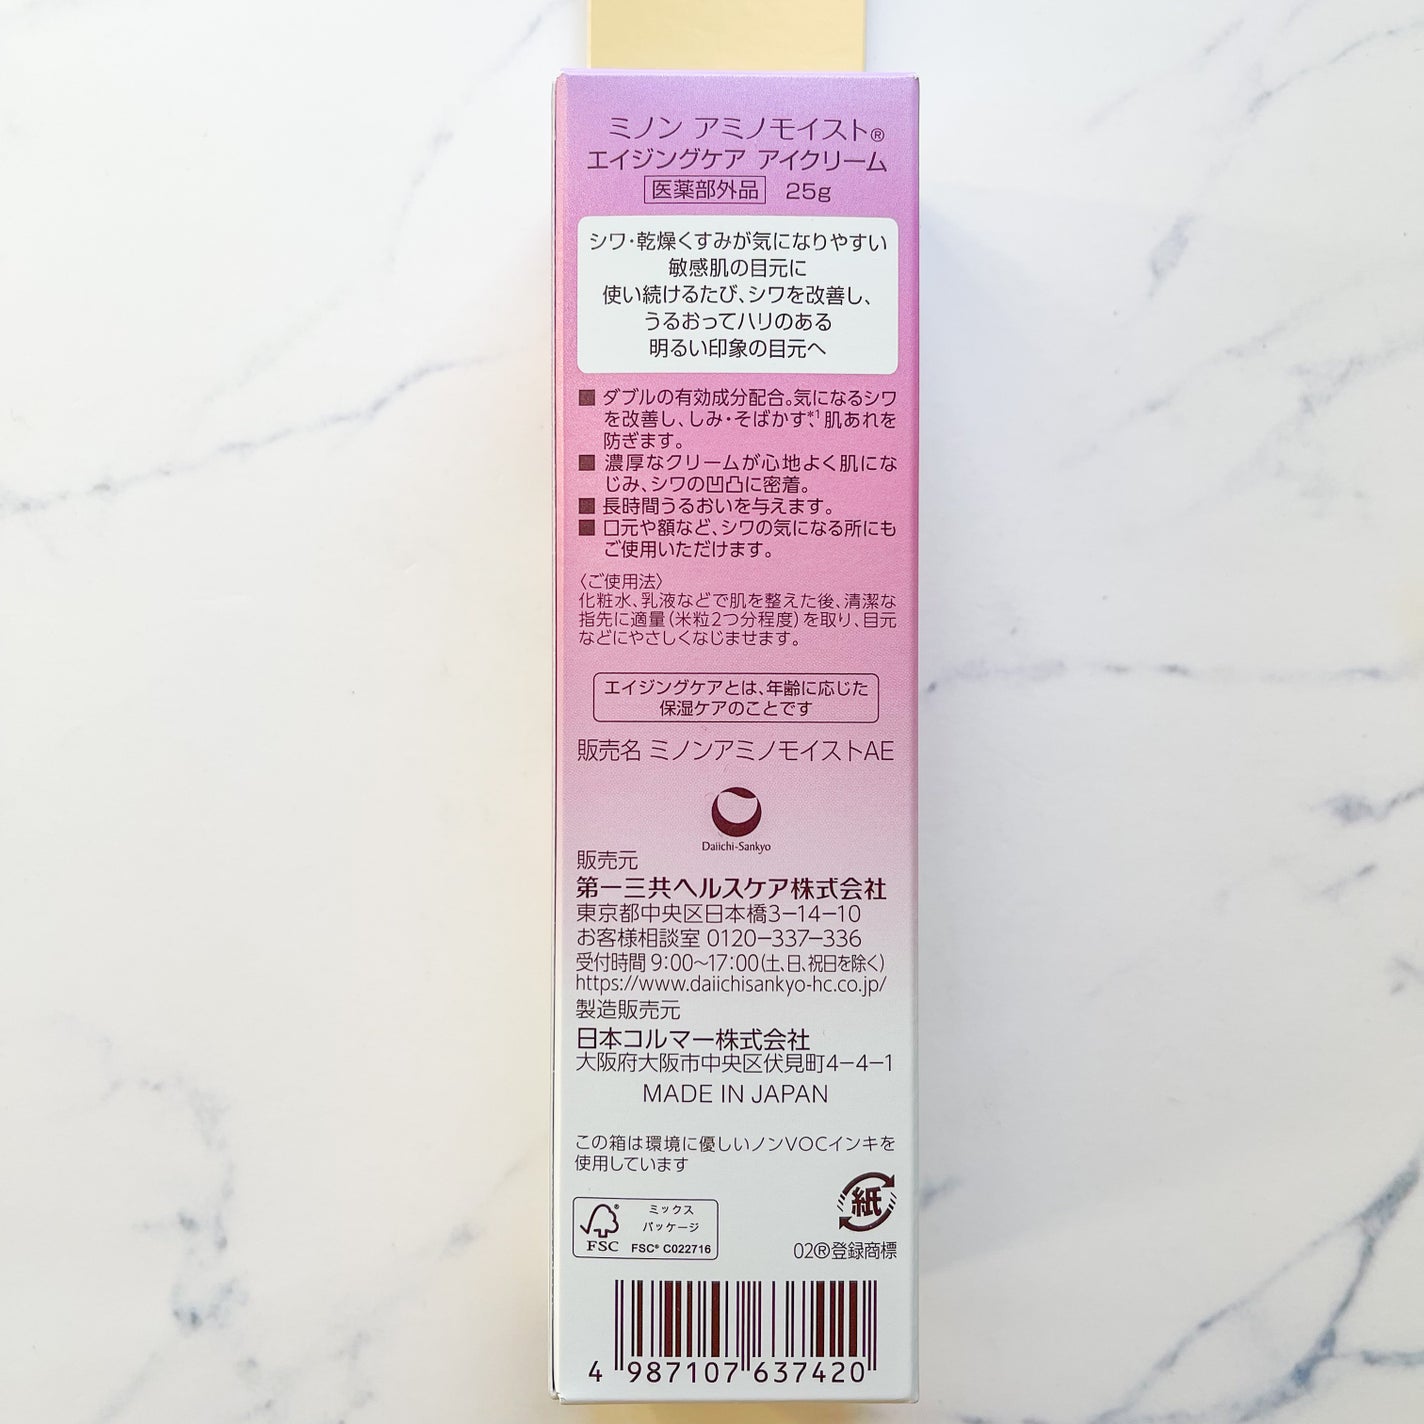 ミノン アミノモイスト®
エイジングケア アイクリーム
医薬部外品 25g
シワ・乾燥くすみが気になりやすい
敏感肌の目元に
使い続けるたび、シワを改善し、
うるおってハリのある
明るい印象の目元へ
■ ダブルの有効成分配合。気になるシワ
を改善し、しみ・そばかす*1、肌あれを
防ぎます。
■ 濃厚なクリームが心地よく肌にな
じみ、シワの凹凸に密着。
■ 長時間うるおいを与えます。
■ 口元や額など、シワの気になる所にも
ご使用いただけます。
〈ご使用法〉
化粧水、乳液などで肌を整えた後、清潔な
指先に適量（米粒2つ分程度）を取り、目元
などにやさしくなじませます。
エイジングケアとは、年齢に応じた
保湿ケアのことです
販売名 ミノンアミノモイストAE
Daiichi-Sankyo
販売元
第一三共ヘルスケア株式会社
東京都中央区日本橋3−14−10
お客様相談室 0120−337−336
受付時間 9:00〜17:00(土、日、祝日を除く)
https://www.daiichisankyo-hc.co.jp/
製造販売元
日本コルマー株式会社
大阪府大阪市中央区伏見町4−4−1
MADE IN JAPAN
この箱は環境に優しいノンVOCインキを
使用しています
紙
ミックス
パッケージ
FSC® C022716
FSC
02®登録商標
4 987107 637420